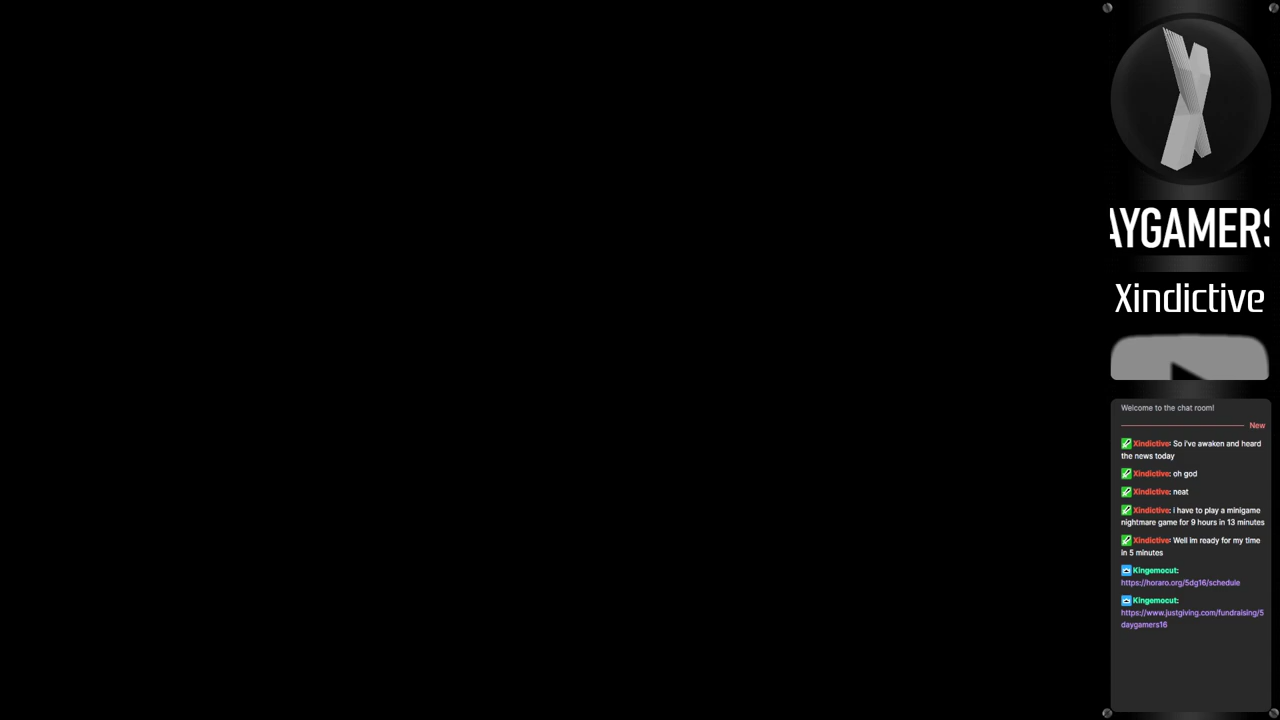 AYGAMERS
Xindictive
Welcome to the chat room!
New
Xindictive: So i've awaken and heard
the news today
Xindictive: oh god
Xindictive: neat
Xindictive: i have to play a minigame
nightmare game for 9 hours in 13 minutes
Xindictive: Well im ready for my time
in 5 minutes
Kingemocut:
https://horaro.org/5dg16/schedule
Kingemocut:
https://www.justgiving.com/fundraising/5
daygamers16